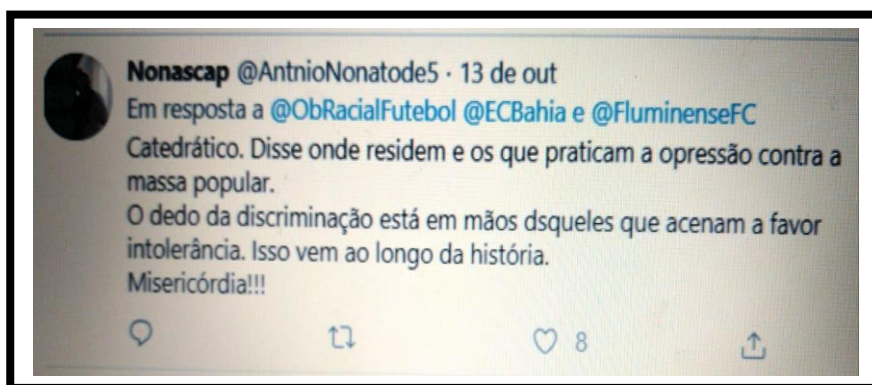 Nonascap @AntnioNonatode5 · 13 de out
Em resposta a @ObRacialFutebol @ECBahia e @FluminenseFC
Catedrático. Disse onde residem e os que praticam a opressão contra a
massa popular.
O dedo da discriminação está em mãos dsqueles que acenam a favor
intolerância. Isso vem ao longo da história.
Misericórdia!!!
8